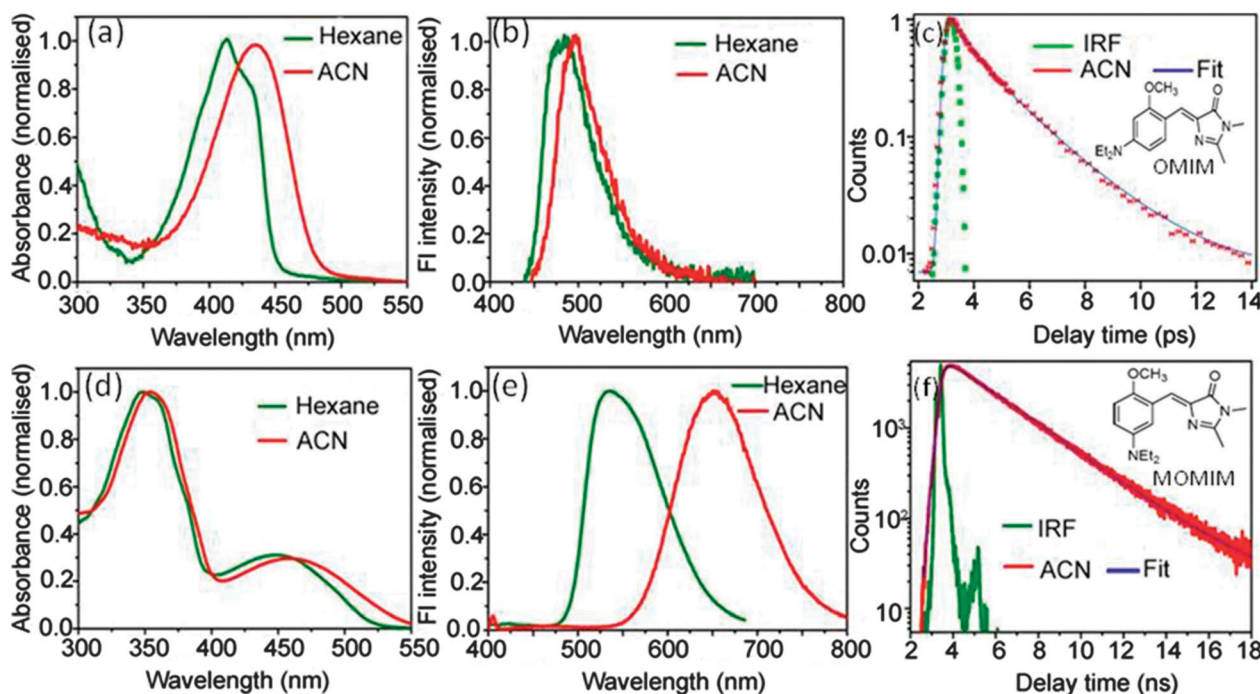 (a)
Hexane
ACN
Absorbance (normalised)
1.0
0.8
0.6
0.4
0.2
0.0
300 350 400 450 500 550
Wavelength (nm)
(b)
Hexane
ACN
FI intensity (normalised)
1.0
0.8
0.6
0.4
0.2
0.0
400 500 600 700 800
Wavelength (nm)
(c)
IRF
ACN Fit
OCH3
O
N
N
Et2N
OMIM
Counts
1
0.1
0.01
2 4 6 8 10 12 14
Delay time (ps)
(d)
Hexane
ACN
Absorbance (normalised)
1.0
0.8
0.6
0.4
0.2
0.0
300 350 400 450 500 550
Wavelength (nm)
(e)
Hexane
ACN
FI intensity (normalised)
1.0
0.8
0.6
0.4
0.2
0.0
400 500 600 700 800
Wavelength (nm)
(f)
OCH3
O
N
N
NEt2
MOMIM
IRF
ACN Fit
Counts
10³
10²
10
2 4 6 8 10 12 14 16 18
Delay time (ns)